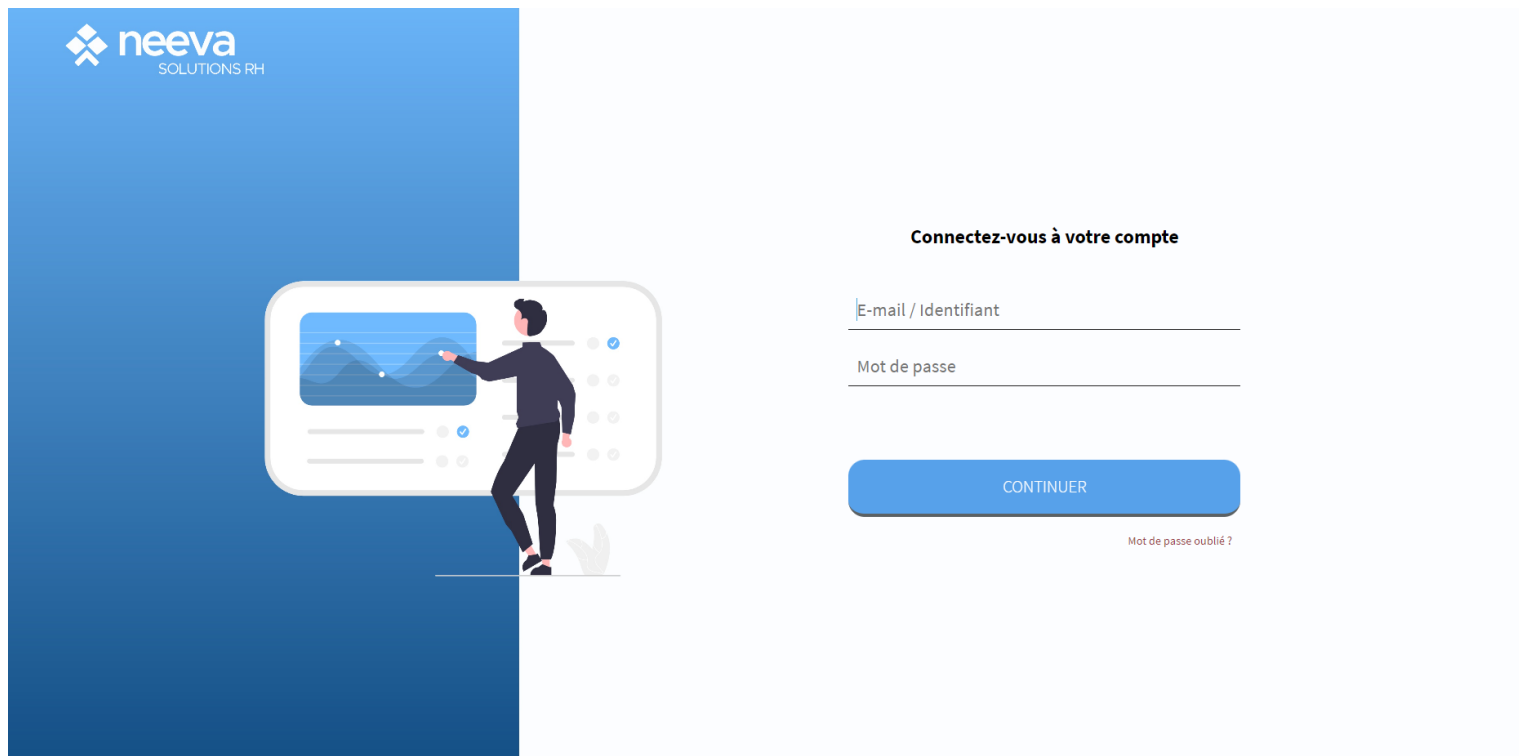 neeva
SOLUTIONS RH
Connectez-vous à votre compte
E-mail / Identifiant
Mot de passe
CONTINUER
Mot de passe oublié ?